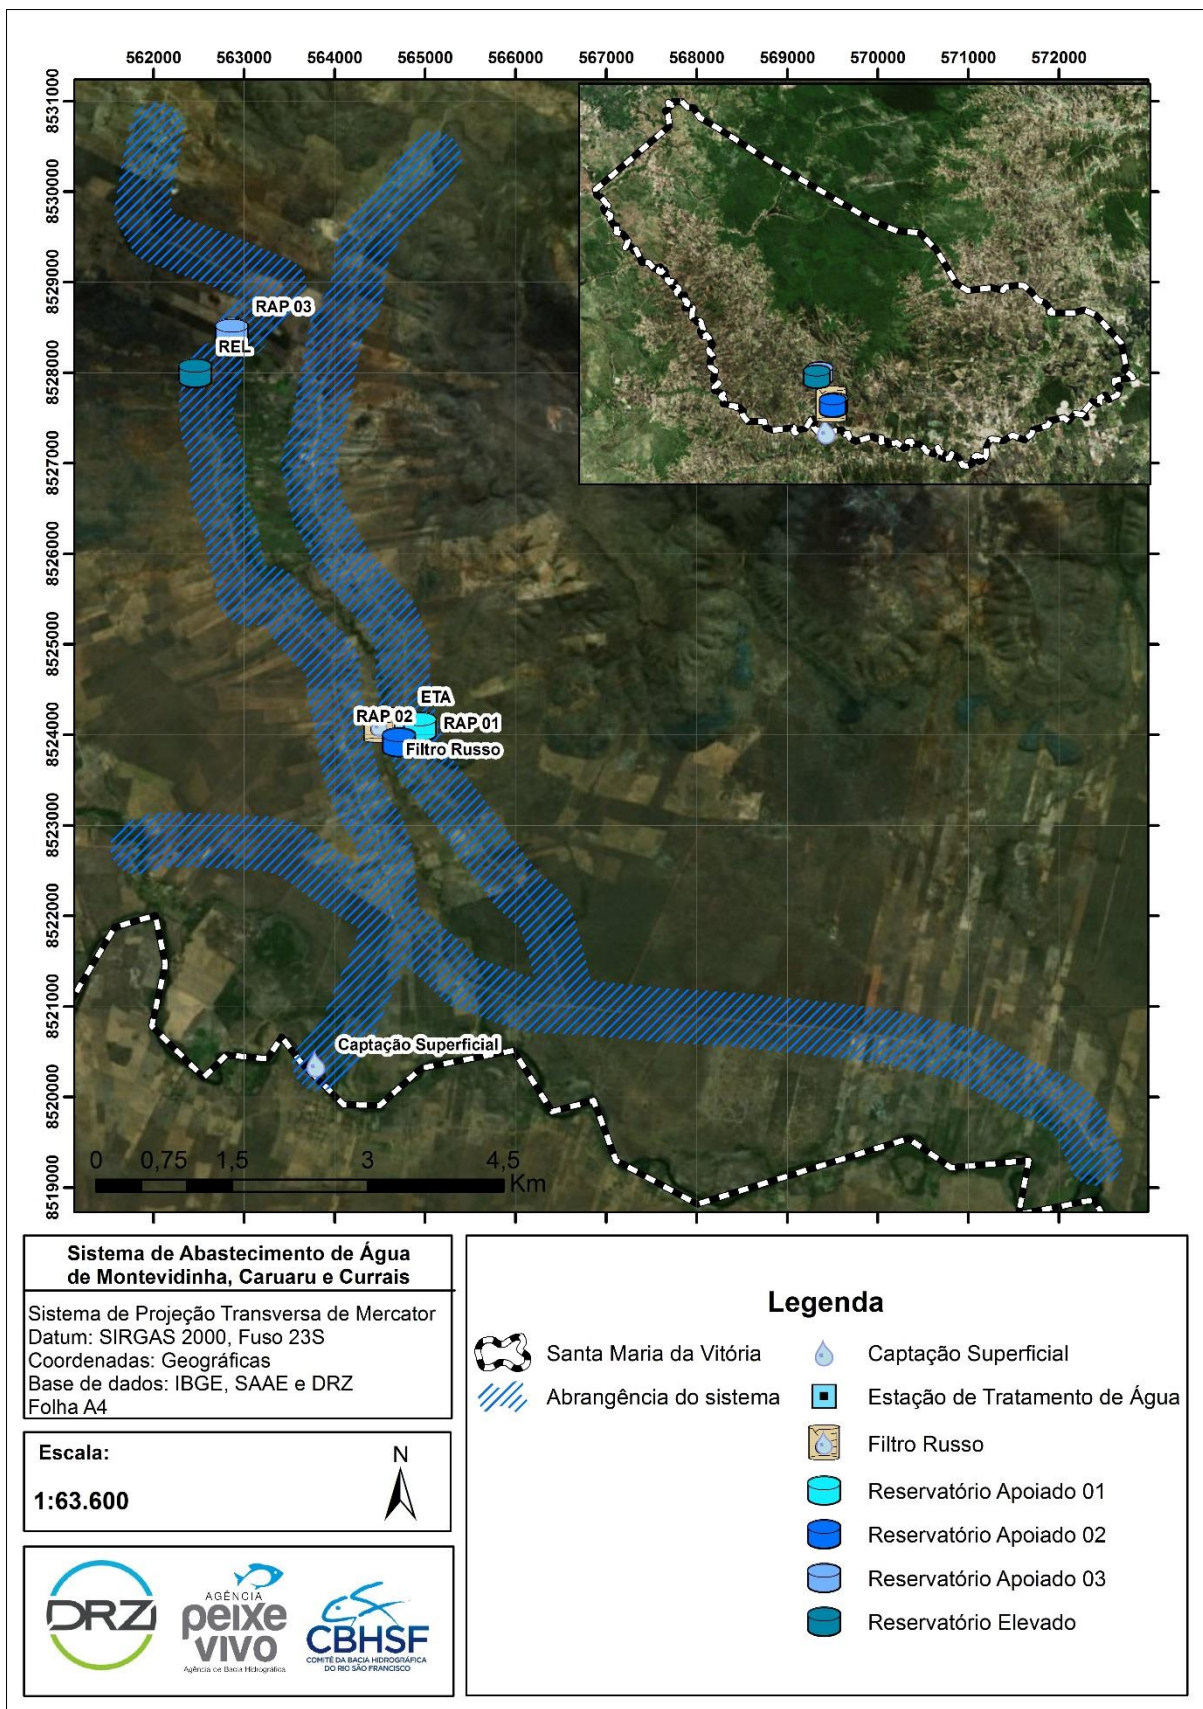 562000 563000 564000 565000 566000 567000 568000 569000 570000 571000 572000
8531000
8530000
8529000
8528000
8527000
8526000
8525000
8524000
8523000
8522000
8521000
8520000
8519000
RAP 03
REL
ETA
RAP 02
RAP 01
Filtro Russo
Captação Superficial
0 0,75 1,5 3 4,5
Km
Sistema de Abastecimento de Água
de Montevidinha, Caruaru e Currais
Sistema de Projeção Transversa de Mercator
Datum: SIRGAS 2000, Fuso 23S
Coordenadas: Geográficas
Base de dados: IBGE, SAAE e DRZ
Folha A4
Escala:
N
1:63.600
DRZ
AGÊNCIA
peixe
VIVO
Agência de Bacia Hidrográfica
CBHSF
COMITÊ DA BACIA HIDROGRÁFICA
DO RIO SÃO FRANCISCO
Legenda
Santa Maria da Vitória
Abrangência do sistema
Captação Superficial
Estação de Tratamento de Água
Filtro Russo
Reservatório Apoiado 01
Reservatório Apoiado 02
Reservatório Apoiado 03
Reservatório Elevado